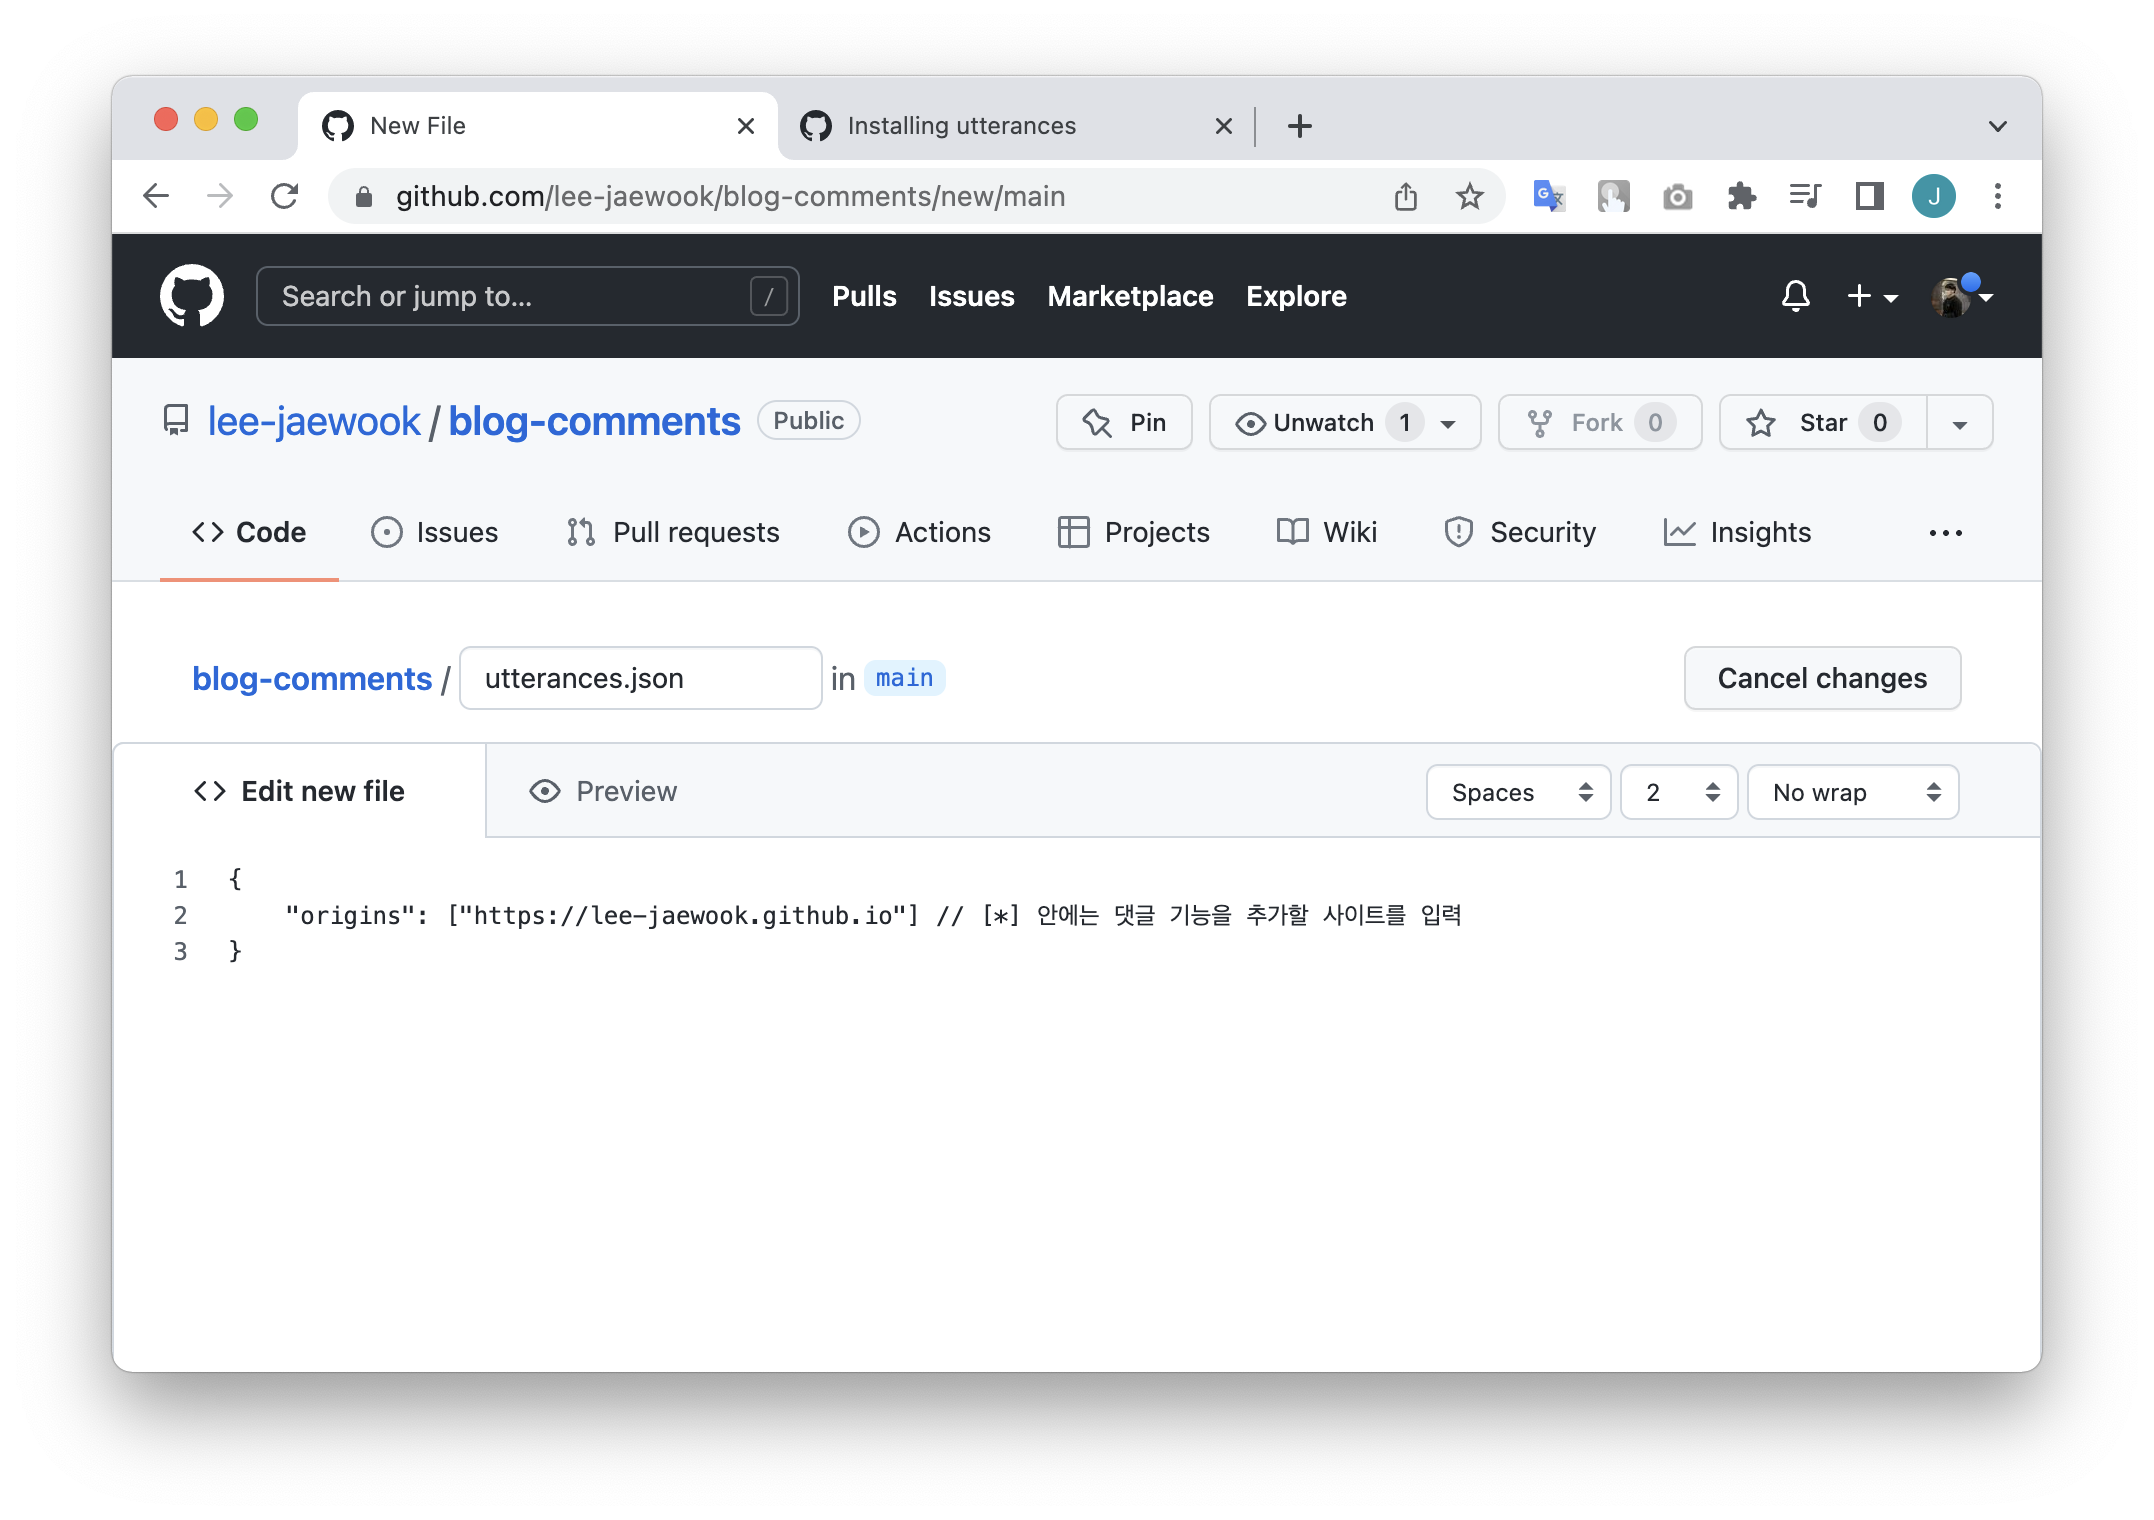 New File
Installing utterances
github.com/lee-jaewook/blog-comments/new/main
J
Search or jump to... /
Pulls Issues Marketplace Explore
lee-jaewook / blog-comments Public
Pin
Unwatch 1
Fork 0
Star 0
Code Issues Pull requests Actions Projects Wiki Security Insights
blog-comments / utterances.json in main
Cancel changes
Edit new file
Preview
Spaces 2 No wrap
1 {
2 "origins": ["https://lee-jaewook.github.io"] // [*] 안에는 댓글 기능을 추가할 사이트를 입력
3 }